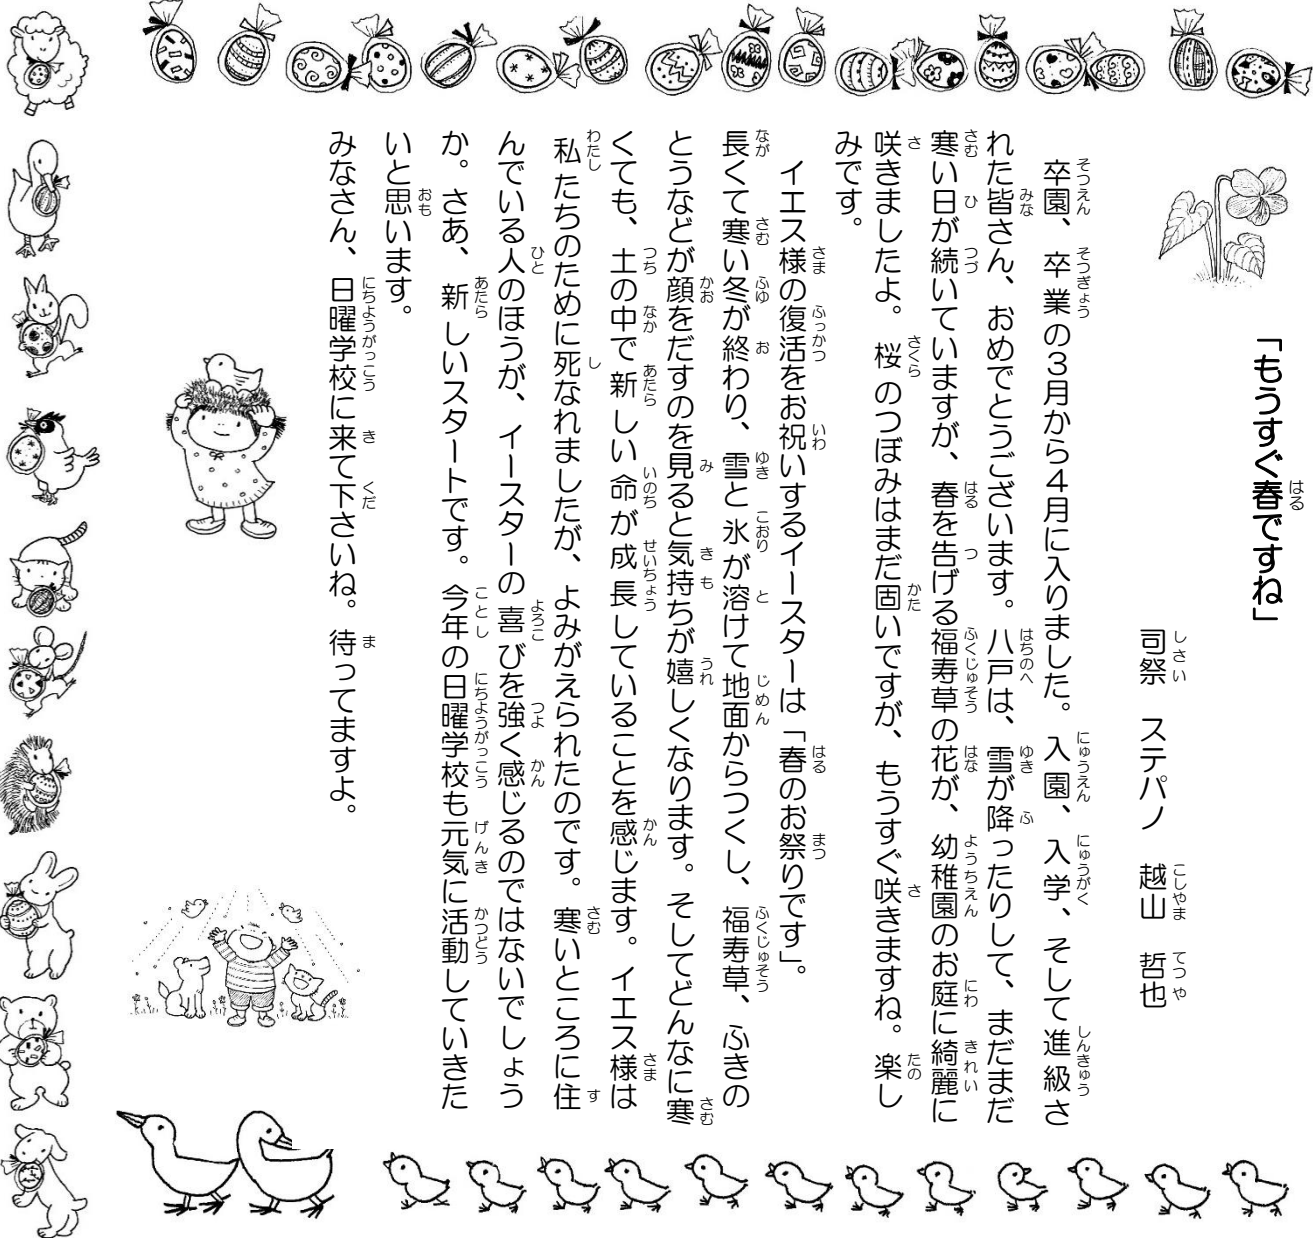 「もうすぐ春ですね」
司祭 ステパノ 越山 哲也
卒園、卒業の3月から4月に入りました。入園、入学、そして進級さ
れた皆さん、おめでとうございます。八戸は、雪が降ったりして、まだまだ
寒い日が続いていますが、春を告げる福寿草の花が、幼稚園のお庭に綺麗に
咲きましたよ。桜のつぼみはまだ固いですが、もうすぐ咲きますね。楽し
みです。
イエス様の復活をお祝いするイースターは「春のお祭りです」。
長くて寒い冬が終わり、雪と氷が溶けて地面からつくし、福寿草、ふきの
とうなどが顔をだすのを見ると気持ちが嬉しくなります。そしてどんなに寒
くても、土の中で新しい命が成長していることを感じます。イエス様は
私たちのために死なれましたが、よみがえられたのです。寒いところに住
んでいる人のほうが、イースターの喜びを強く感じるのではないでしょう
か。さあ、新しいスタートです。今年の日曜学校も元気に活動していきた
いと思います。
みなさん、日曜学校に来て下さいね。待ってますよ。